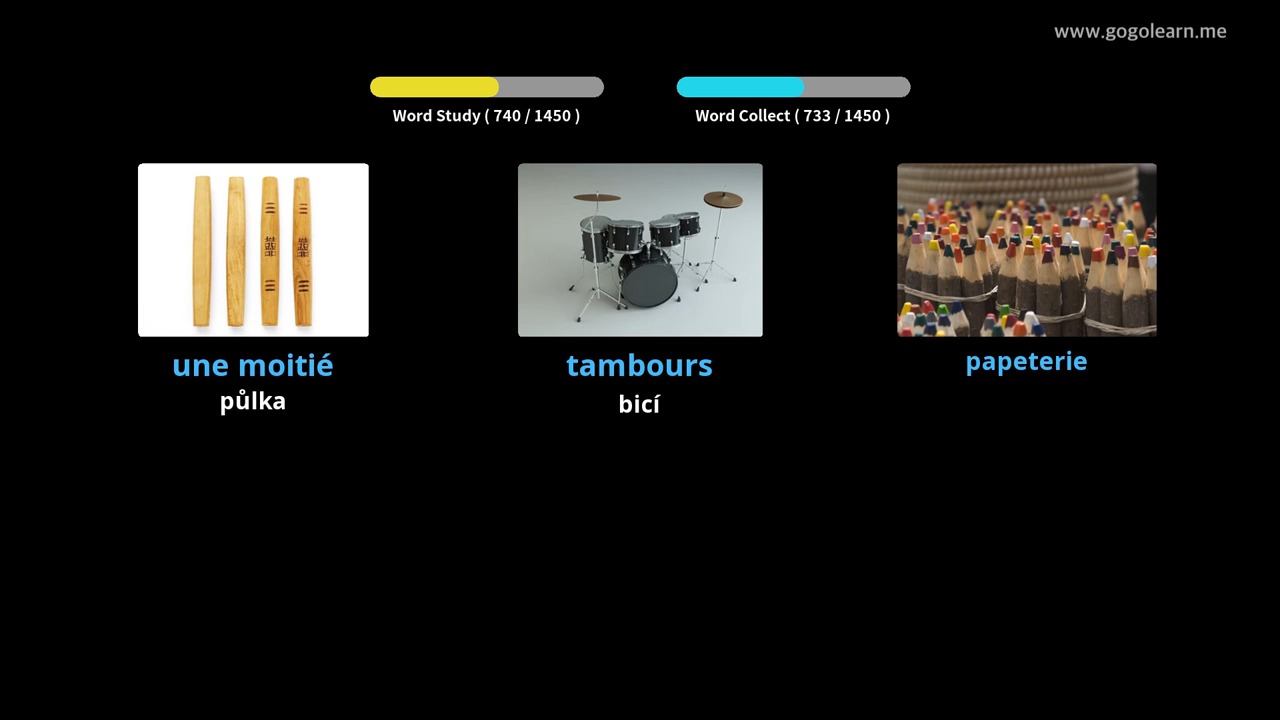 www.gogolearn.me
Word Study ( 740 / 1450 )
Word Collect ( 733 / 1450 )
une moitié
půlka
tambours
bicí
papeterie